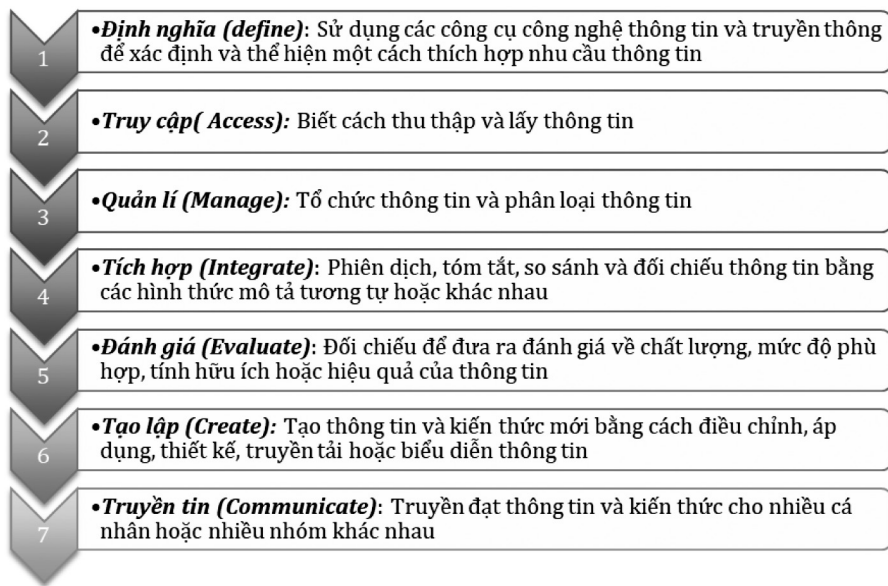 1
•Định nghĩa (define): Sử dụng các công cụ công nghệ thông tin và truyền thông
để xác định và thể hiện một cách thích hợp nhu cầu thông tin
2
•Truy cập( Access): Biết cách thu thập và lấy thông tin
3
•Quản lí (Manage): Tổ chức thông tin và phân loại thông tin
4
•Tích hợp (Integrate): Phiên dịch, tóm tắt, so sánh và đối chiếu thông tin bằng
các hình thức mô tả tương tự hoặc khác nhau
5
•Đánh giá (Evaluate): Đối chiếu để đưa ra đánh giá về chất lượng, mức độ phù
hợp, tính hữu ích hoặc hiệu quả của thông tin
6
•Tạo lập (Create): Tạo thông tin và kiến thức mới bằng cách điều chỉnh, áp
dụng, thiết kế, truyền tải hoặc biểu diễn thông tin
7
•Truyền tin (Communicate): Truyền đạt thông tin và kiến thức cho nhiều cá
nhân hoặc nhiều nhóm khác nhau